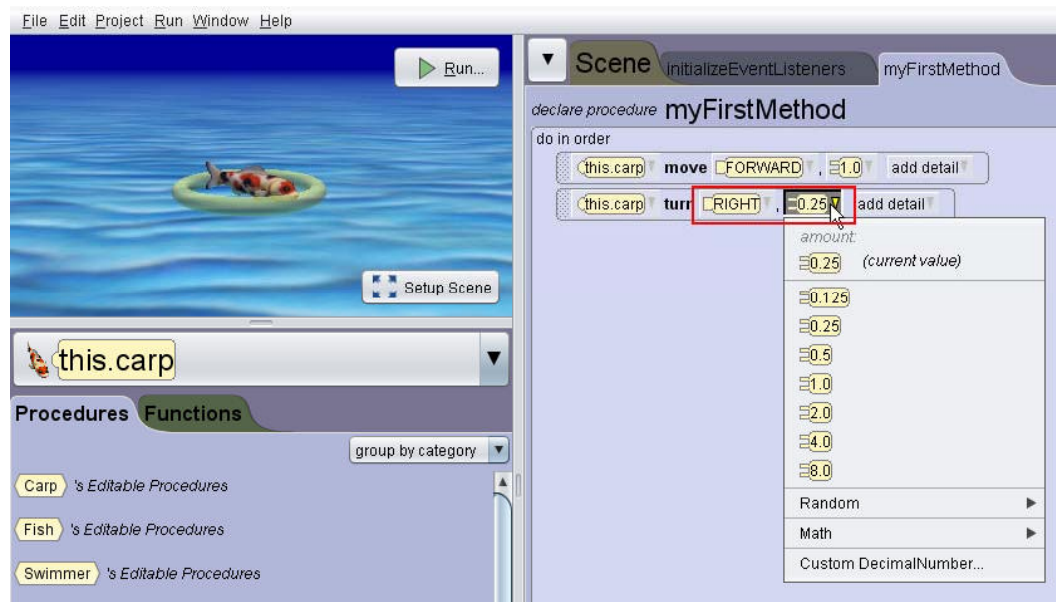 File Edit Project Run Window Help
Run...
Setup Scene
this.carp
Procedures Functions
group by category
Carp 's Editable Procedures
Fish 's Editable Procedures
Swimmer 's Editable Procedures
Scene initializeEventListeners myFirstMethod
declare procedure myFirstMethod
do in order
this.carp move FORWARD , 1.0 add detail
this.carp turn RIGHT , 0.25 add detail
amount:
0.25 (current value)
0.125
0.25
0.5
1.0
2.0
4.0
8.0
Random
Math
Custom DecimalNumber...